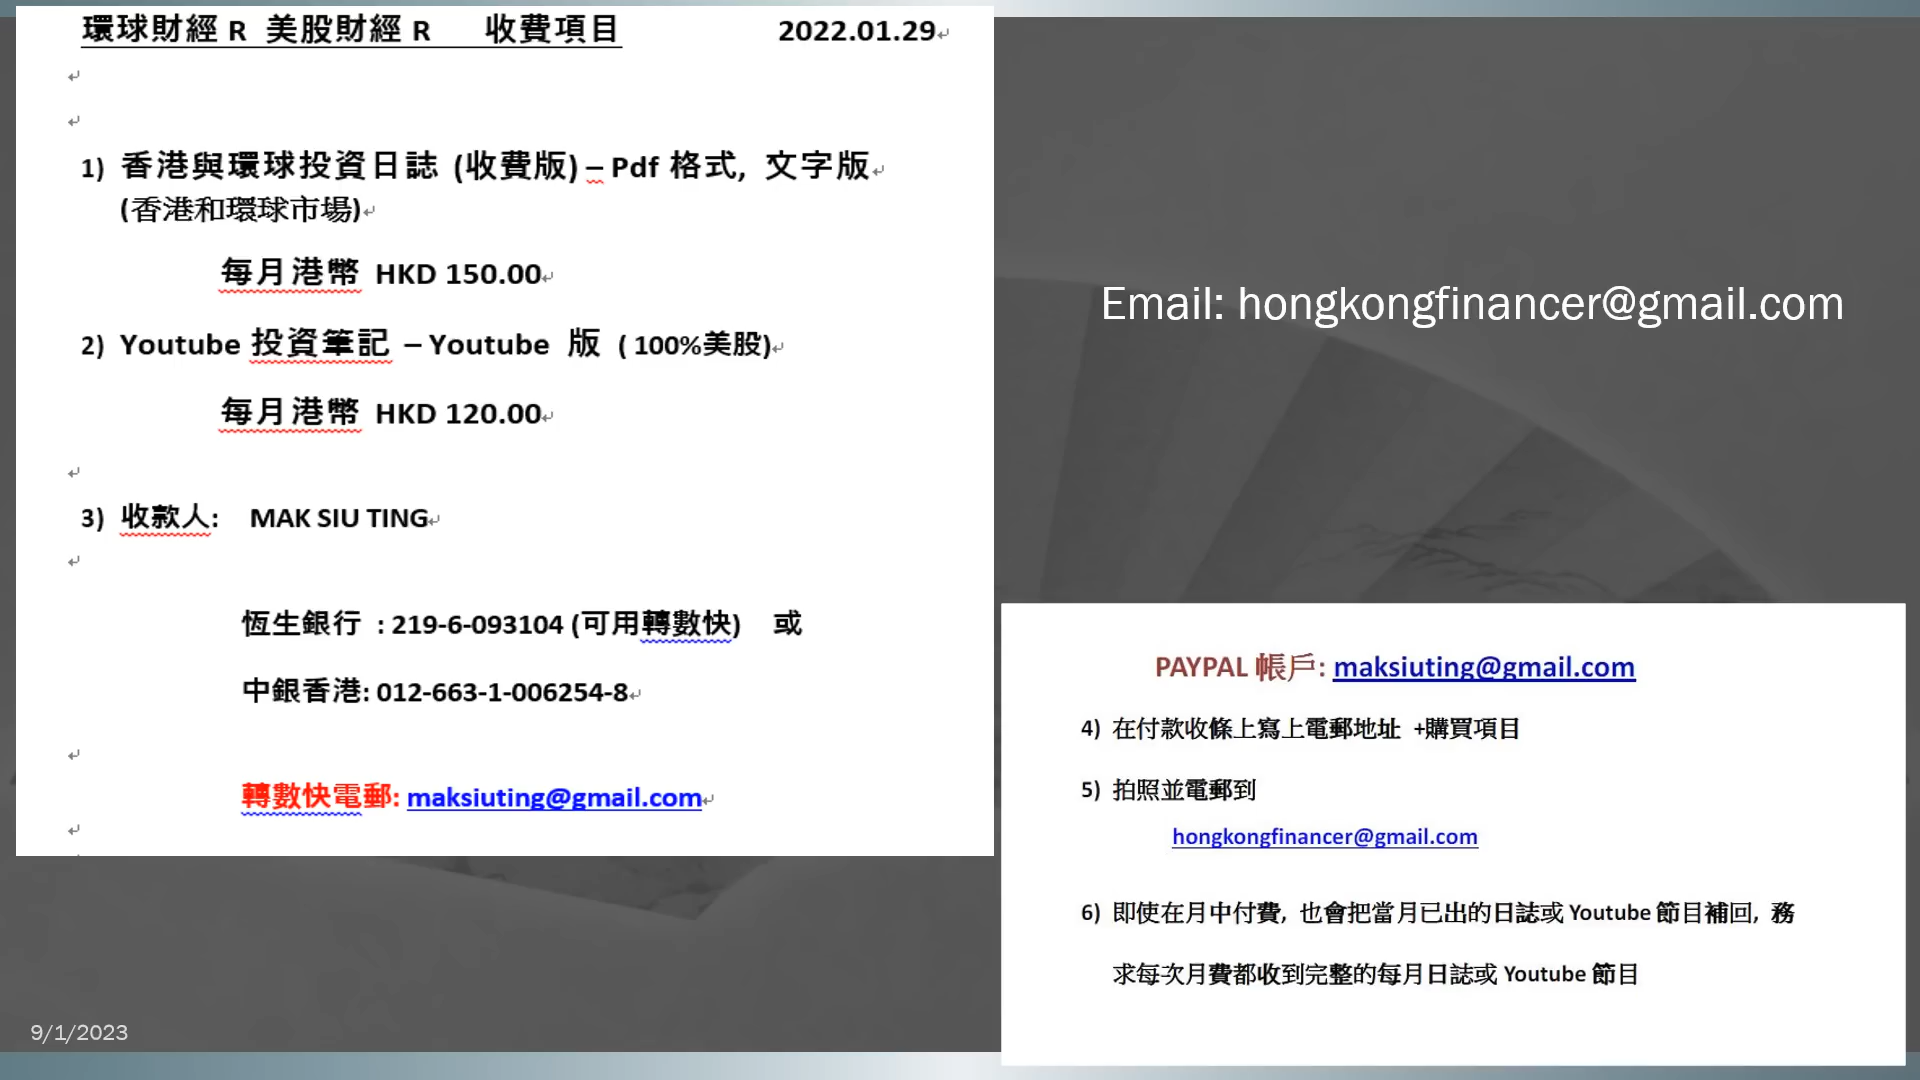 環球財經 R 美股財經 R 收費項目 2022.01.29
1) 香港與環球投資日誌 (收費版) – Pdf 格式, 文字版
(香港和環球市場)
每月港幣 HKD 150.00
2) Youtube 投資筆記 – Youtube 版 ( 100%美股)
每月港幣 HKD 120.00
3) 收款人: MAK SIU TING
恆生銀行 : 219-6-093104 (可用轉數快) 或
中銀香港: 012-663-1-006254-8
轉數快電郵: maksiuting@gmail.com
Email: hongkongfinancer@gmail.com
PAYPAL 帳戶: maksiuting@gmail.com
4) 在付款收條上寫上電郵地址 +購買項目
5) 拍照並電郵到
hongkongfinancer@gmail.com
6) 即使在月中付費, 也會把當月已出的日誌或 Youtube 節目補回, 務
求每次月費都收到完整的每月日誌或 Youtube 節目
9/1/2023